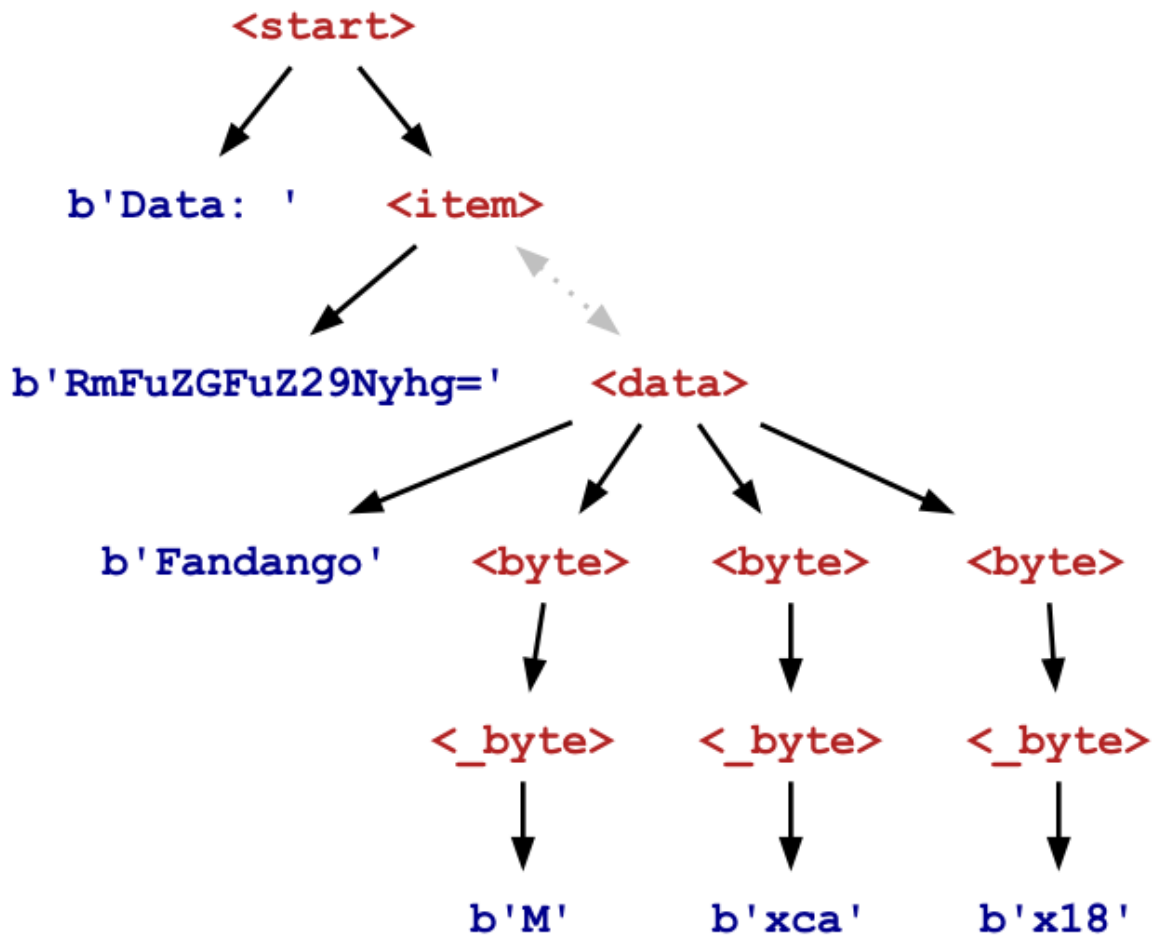 <start>
b'Data: ' <item>
b'RmFuZGFuZ29Nyhg=' <data>
b'Fandango' <byte> <byte> <byte>
<_byte> <_byte> <_byte>
b'M' b'xca' b'x18'